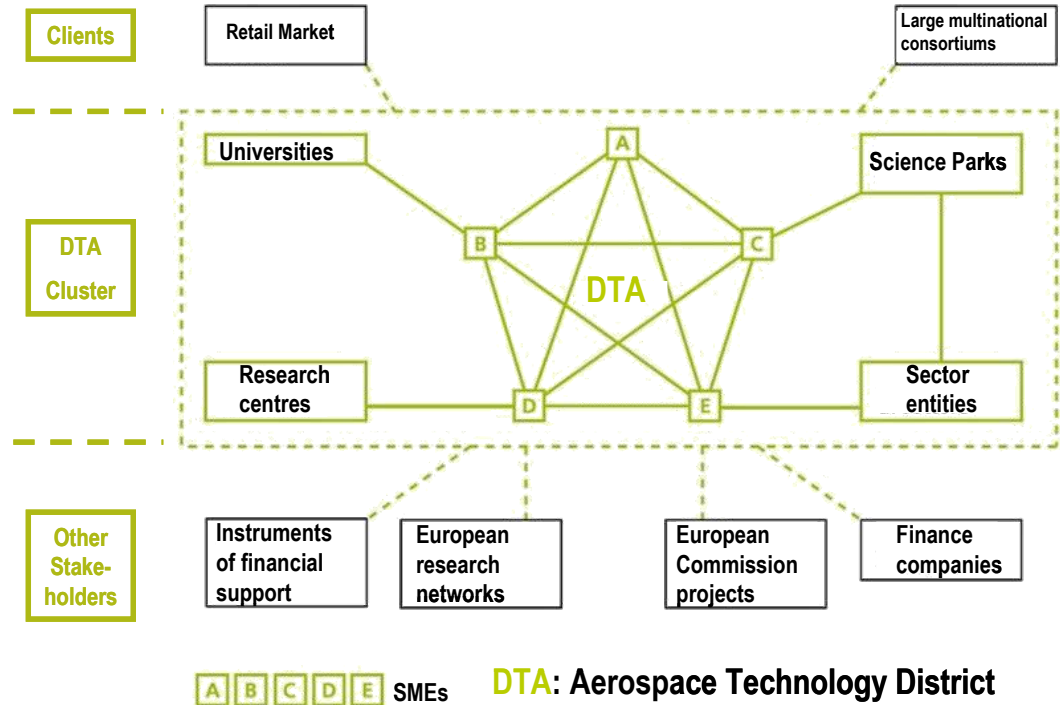 Clients
Retail Market
Large multinational
consortiums
Universities
A
Science Parks
B
C
DTA
Cluster
DTA
Research
centres
D
E
Sector
entities
Other
Stake-
holders
Instruments
of financial
support
European
research
networks
European
Commission
projects
Finance
companies
A B C D E SMEs
DTA: Aerospace Technology District